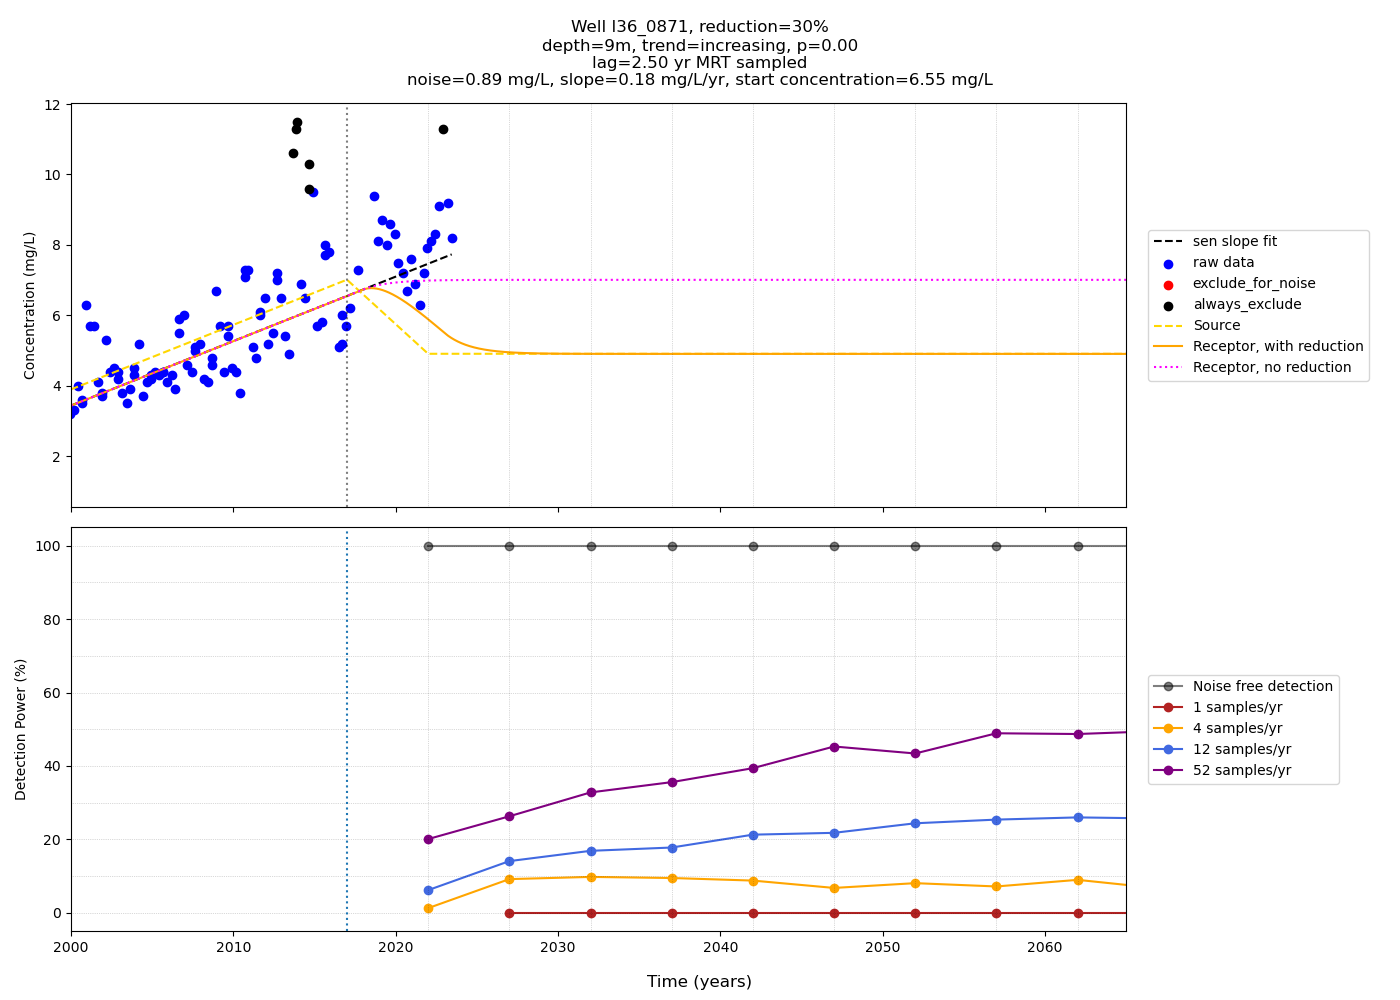 Well l36_0871, reduction=30%
depth=9m, trend=increasing, p=0.00
lag=2.50 yr MRT sampled
noise=0.89 mg/L, slope=0.18 mg/L/yr, start concentration=6.55 mg/L
12
10
8
6
4
2
Concentration (mg/L)
sen slope fit
raw data
exclude_for_noise
always_exclude
Source
Receptor, with reduction
Receptor, no reduction
100
80
60
40
20
0
Detection Power (%)
Noise free detection
1 samples/yr
4 samples/yr
12 samples/yr
52 samples/yr
2000
2010
2020
2030
2040
2050
2060
Time (years)